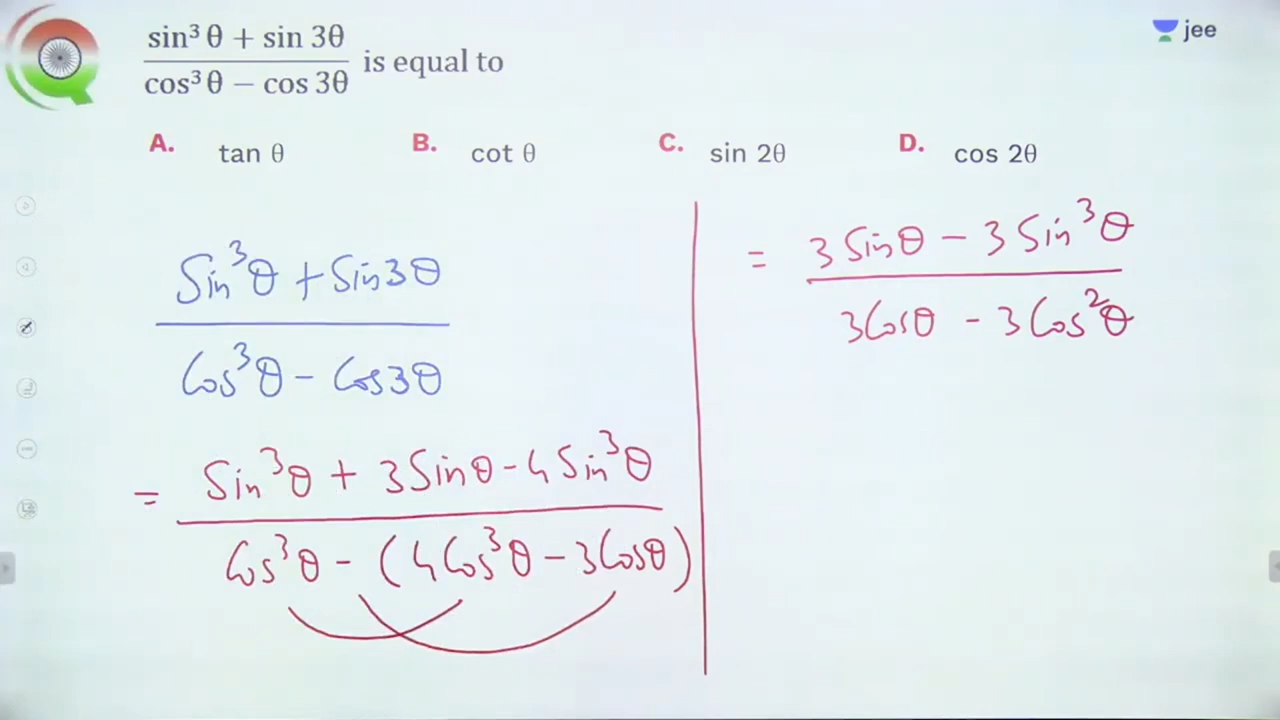 sin³ θ + sin 3θ
cos³ θ − cos 3θ
is equal to
jee
A. tan θ B. cot θ C. sin 2θ D. cos 2θ
Sin³θ + Sin3θ
Cos³θ − Cos3θ
= Sin³θ + 3Sinθ − 4Sin³θ
Cos³θ − (4Cos³θ − 3Cosθ)
= 3Sinθ − 3Sin³θ
3Cosθ − 3Cos²θ